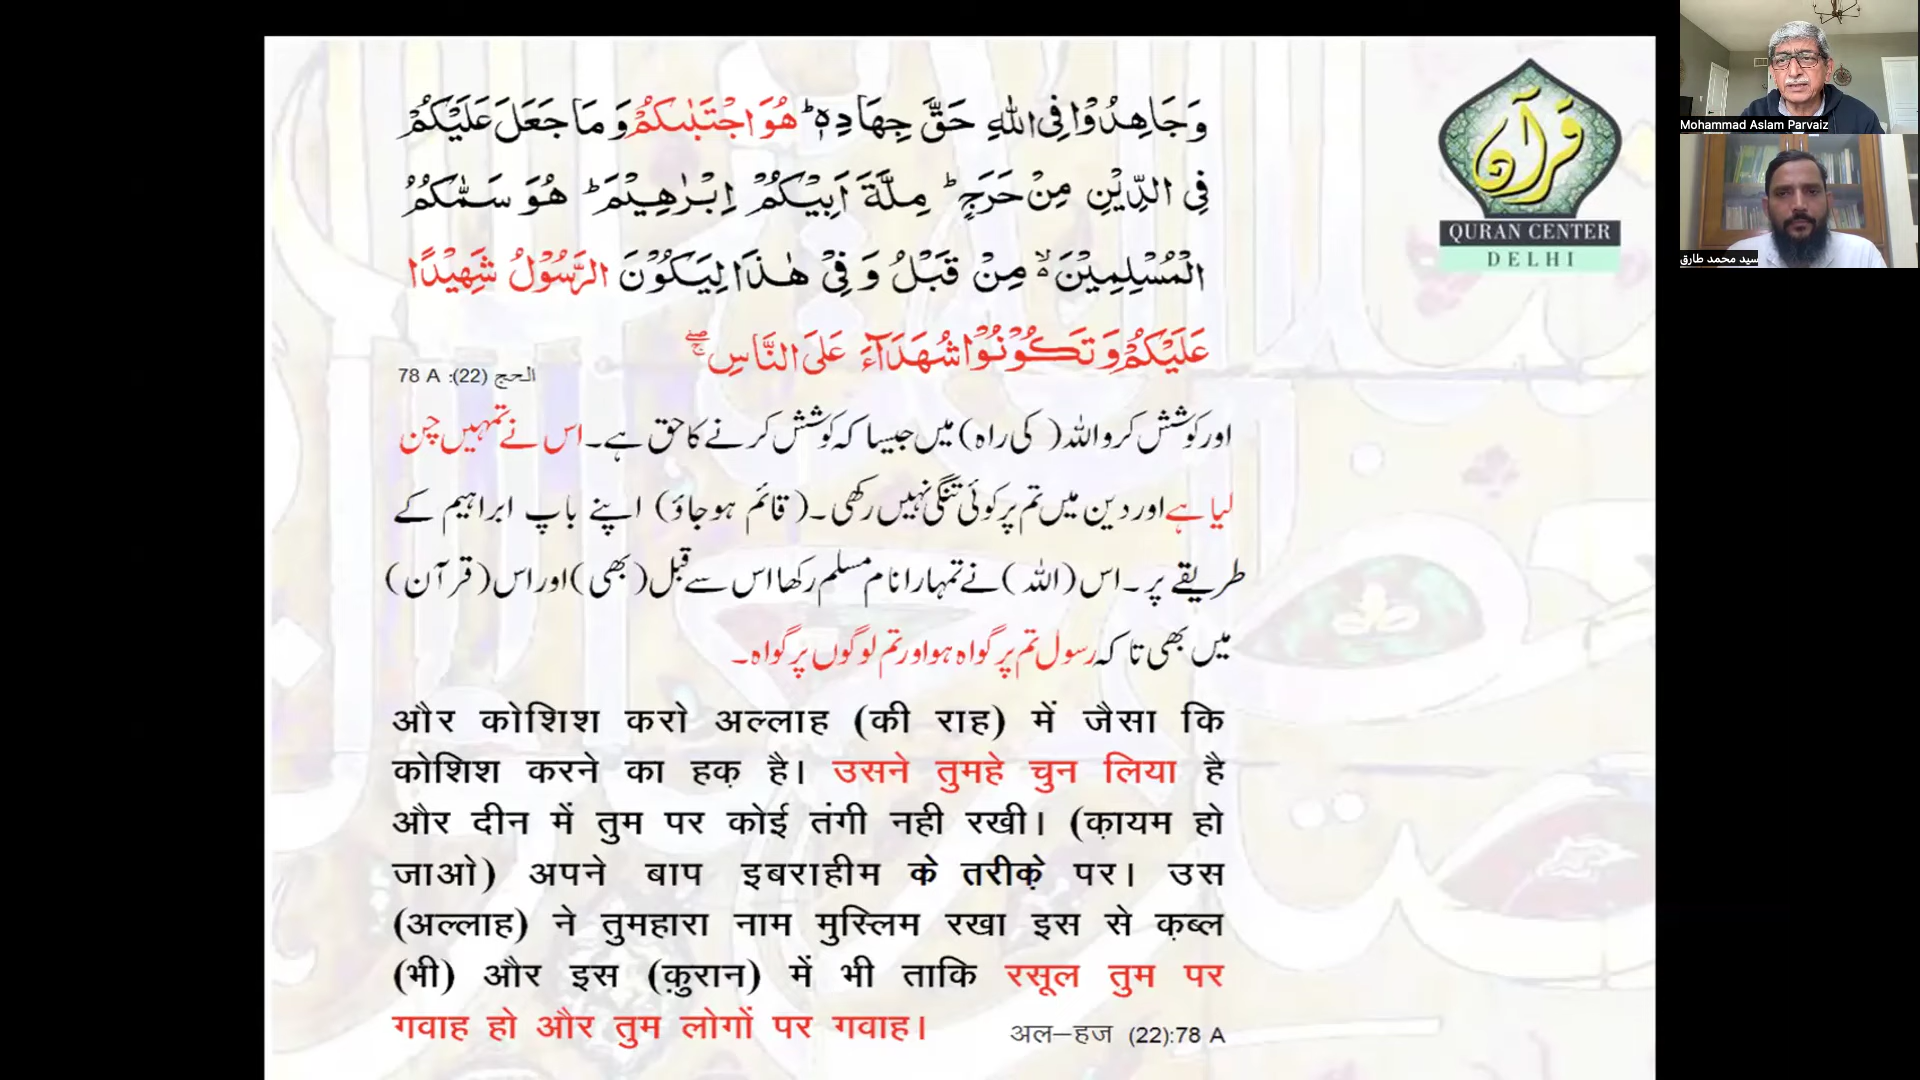 وَجَاهِدُوْا فِی اللّٰهِ حَقَّ جِهَادِهٖ ؕ هُوَ اجْتَبٰىكُمْ وَ مَا جَعَلَ عَلَیْكُمْ
فِی الدِّیْنِ مِنْ حَرَجٍ ؕ مِلَّةَ اَبِیْكُمْ اِبْرٰهِیْمَ ؕ هُوَ سَمّٰىكُمُ
الْمُسْلِمِیْنَ ۙ۬ مِنْ قَبْلُ وَ فِیْ هٰذَا لِیَكُوْنَ الرَّسُوْلُ شَهِیْدًا
عَلَیْكُمْ وَ تَكُوْنُوْا شُهَدَآءَ عَلَی النَّاسِ ۖۚ
الحج (22): 78 A
اور کوشش کرو اللہ ( کی راہ) میں جیسا کہ کوشش کرنے کا حق ہے۔ اس نے تمہیں چن
لیا ہے اور دین میں تم پر کوئی تنگی نہیں رکھی۔ ( قائم ہو جاؤ) اپنے باپ ابراہیم کے
طریقے پر۔ اس (اللہ) نے تمہارا نام مسلم رکھا اس سے قبل (بھی) اور اس (قرآن)
میں بھی تا کہ رسول تم پر گواہ ہو اور تم لوگوں پر گواہ۔
और कोशिश करो अल्लाह (की राह) में जैसा कि
कोशिश करने का हक़ है। उसने तुमहे चुन लिया है
और दीन में तुम पर कोई तंगी नही रखी। (क़ायम हो
जाओ) अपने बाप इबराहीम के तरीक़े पर। उस
(अल्लाह) ने तुमहारा नाम मुस्लिम रखा इस से क़ब्ल
(भी) और इस (क़ुरान) में भी ताकि रसूल तुम पर
गवाह हो और तुम लोगों पर गवाह।
अल–हज (22):78 A
قرآن
QURAN CENTER
DELHI
Mohammad Aslam Parvaiz
سید محمد طارق